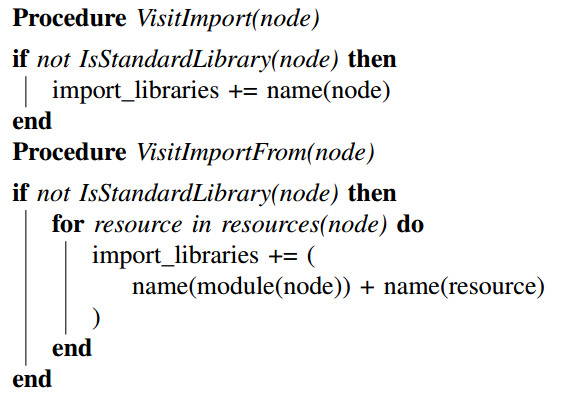 Procedure VisitImport(node)
if not IsStandardLibrary(node) then
import_libraries += name(node)
end
Procedure VisitImportFrom(node)
if not IsStandardLibrary(node) then
for resource in resources(node) do
import_libraries += (
name(module(node)) + name(resource)
)
end
end